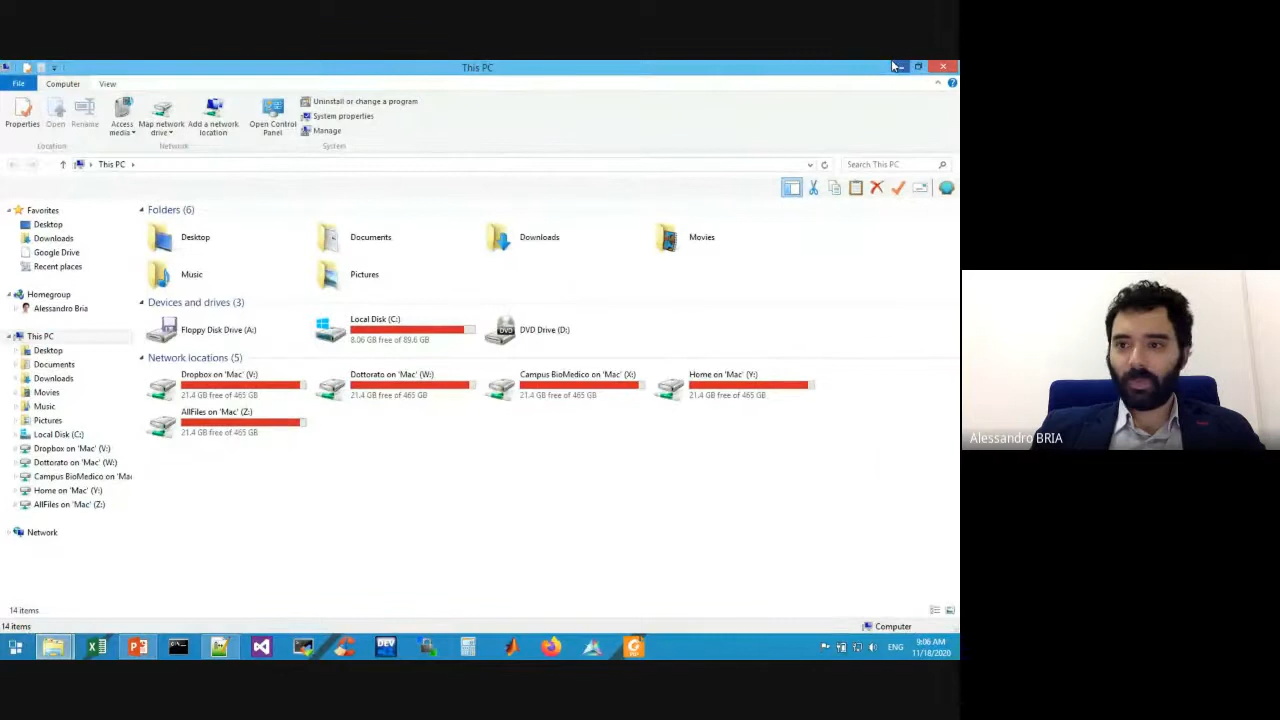 This PC
File
Computer
View
Properties
Open
Rename
Access media
Map network drive
Add a network location
Open Control Panel
Uninstall or change a program
System properties
Manage
Location
Network
System
This PC
Search This PC
Favorites
Desktop
Downloads
Google Drive
Recent places
Homegroup
Alessandro Bria
This PC
Desktop
Documents
Downloads
Movies
Music
Pictures
Local Disk (C:)
Dropbox on 'Mac' (V:)
Dottorato on 'Mac' (W:)
Campus BioMedico on 'Mac
Home on 'Mac' (Y:)
AllFiles on 'Mac' (Z:)
Network
Folders (6)
Desktop
Documents
Downloads
Movies
Music
Pictures
Devices and drives (3)
Floppy Disk Drive (A:)
Local Disk (C:)
8.06 GB free of 89.6 GB
DVD
DVD Drive (D:)
Network locations (5)
Dropbox on 'Mac' (V:)
21.4 GB free of 465 GB
Dottorato on 'Mac' (W:)
21.4 GB free of 465 GB
Campus BioMedico on 'Mac' (X:)
21.4 GB free of 465 GB
Home on 'Mac' (Y:)
21.4 GB free of 465 GB
AllFiles on 'Mac' (Z:)
21.4 GB free of 465 GB
14 items
14 items
Computer
DEV
PDF
ENG
9:06 AM
11/18/2020
Alessandro BRIA